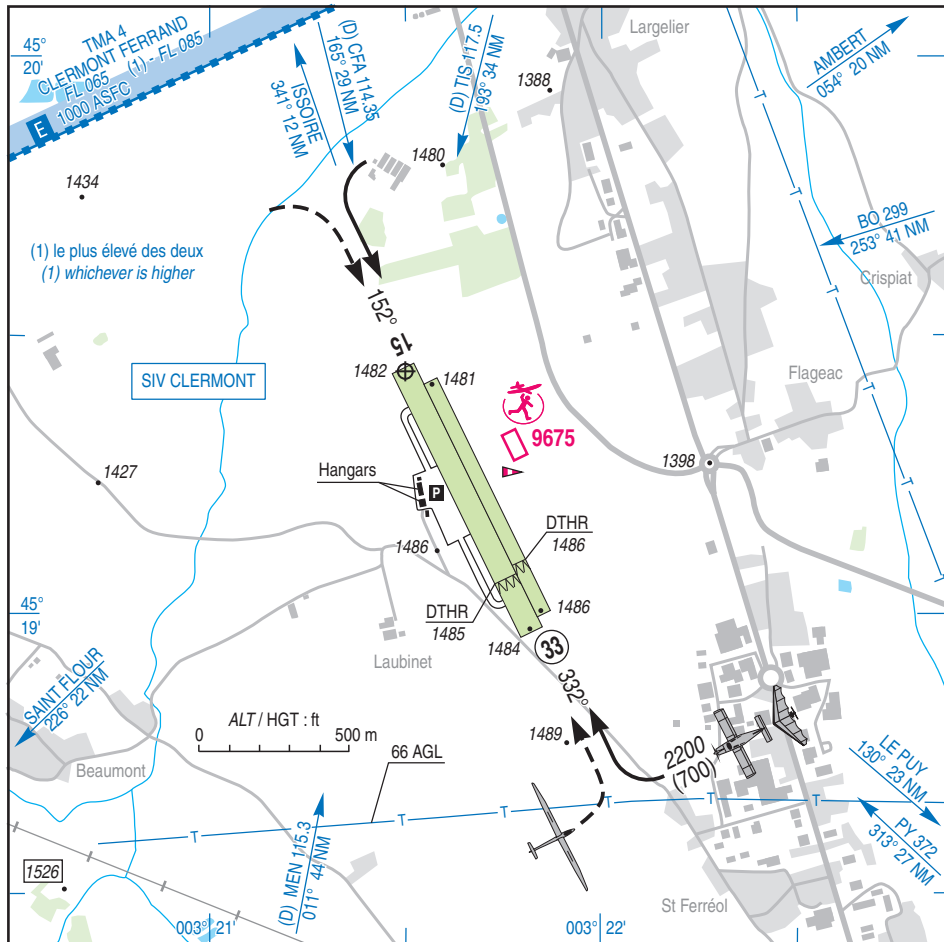 45°
20'
TMA 4
CLERMONT FERRAND
FL 065
(1) - FL 085
1000 ASFC
E
ISSOIRE
341° 12 NM
(D) CFA 114.35
165° 29 NM
(D) TIS 117.5
193° 34 NM
Largelier
1388
AMBERT
054° 20 NM
1434
1480
(1) le plus élevé des deux
(1) whichever is higher
BO 299
253° 41 NM
Crispiat
152°
15
SIV CLERMONT
1482
1481
9675
Flageac
1427
Hangars
P
1398
1486
DTHR
1486
DTHR
1485
1486
1484
33
332°
45°
19'
Laubinet
SAINT FLOUR
226° 22 NM
ALT / HGT : ft
0
500 m
1489
2200
(700)
Beaumont
66 AGL
LE PUY
130° 23 NM
PY 372
313° 27 NM
T
T
T
T
T
T
T
T
T
T
T
1526
(D) MEN 115.3
011° 44 NM
St Ferréol
003° 21'
003° 22'